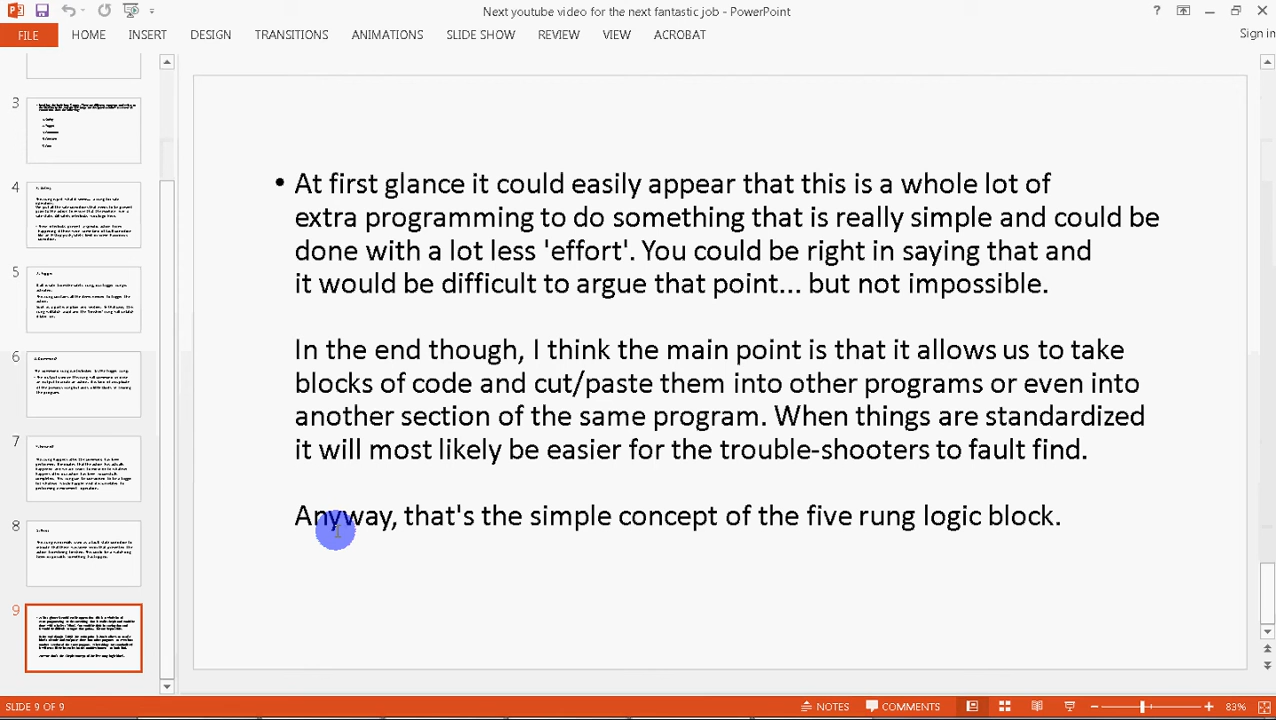 Next youtube video for the next fantastic job - PowerPoint
?
FILE
HOME
INSERT
DESIGN
TRANSITIONS
ANIMATIONS
SLIDE SHOW
REVIEW
VIEW
ACROBAT
Sign in
3
4
5
6
7
8
9
• At first glance it could easily appear that this is a whole lot of
extra programming to do something that is really simple and could be
done with a lot less 'effort'. You could be right in saying that and
it would be difficult to argue that point... but not impossible.
In the end though, I think the main point is that it allows us to take
blocks of code and cut/paste them into other programs or even into
another section of the same program. When things are standardized
it will most likely be easier for the trouble-shooters to fault find.
Anyway, that's the simple concept of the five rung logic block.
SLIDE 9 OF 9
NOTES
COMMENTS
83%